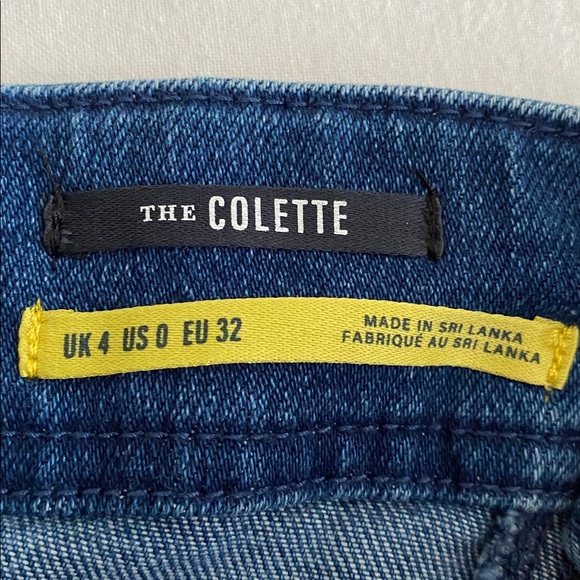 THE COLETTE
UK 4 US 0 EU 32
MADE IN SRI LANKA
FABRIQUÉ AU SRI LANKA